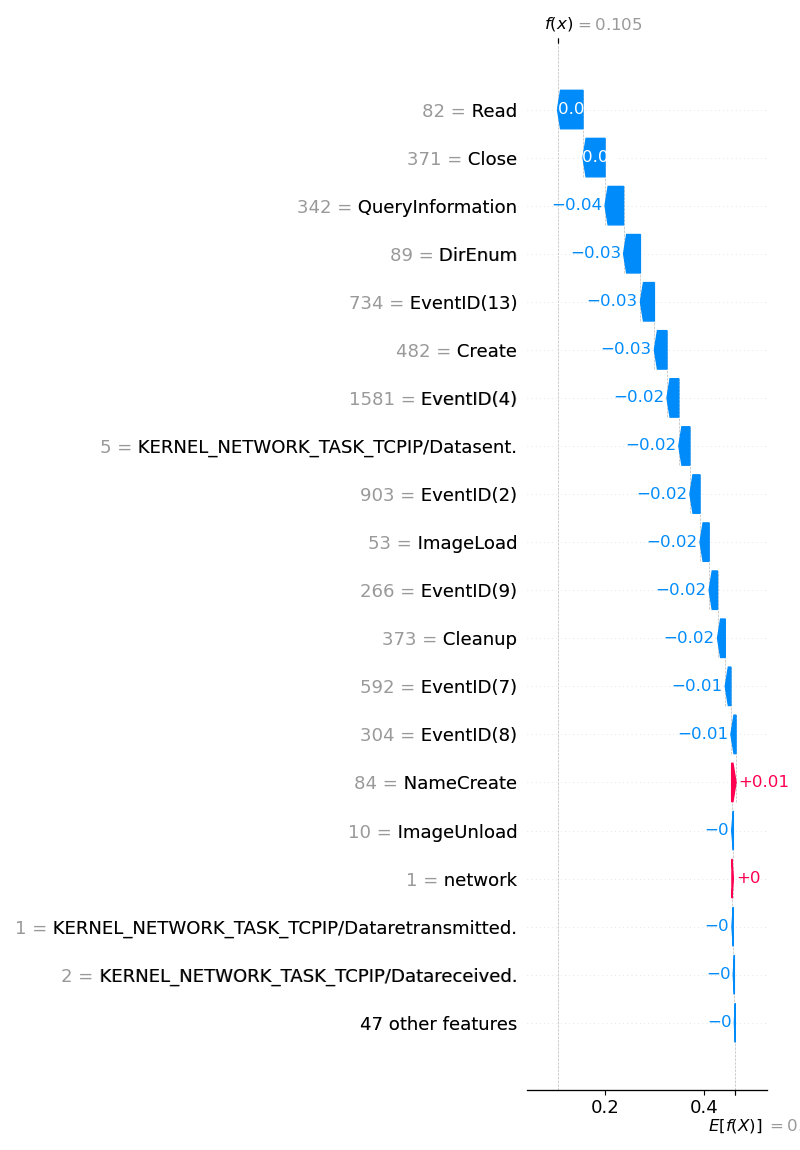 f(x) = 0.105
82 = Read
0.0
371 = Close
0.0
342 = QueryInformation
−0.04
89 = DirEnum
−0.03
734 = EventID(13)
−0.03
482 = Create
−0.03
1581 = EventID(4)
−0.02
5 = KERNEL_NETWORK_TASK_TCPIP/Datasent.
−0.02
903 = EventID(2)
−0.02
53 = ImageLoad
−0.02
266 = EventID(9)
−0.02
373 = Cleanup
−0.02
592 = EventID(7)
−0.01
304 = EventID(8)
−0.01
84 = NameCreate
+0.01
10 = ImageUnload
−0
1 = network
+0
1 = KERNEL_NETWORK_TASK_TCPIP/Dataretransmitted.
−0
2 = KERNEL_NETWORK_TASK_TCPIP/Datareceived.
−0
47 other features
−0
0.2 0.4
E[f(X)] = 0.